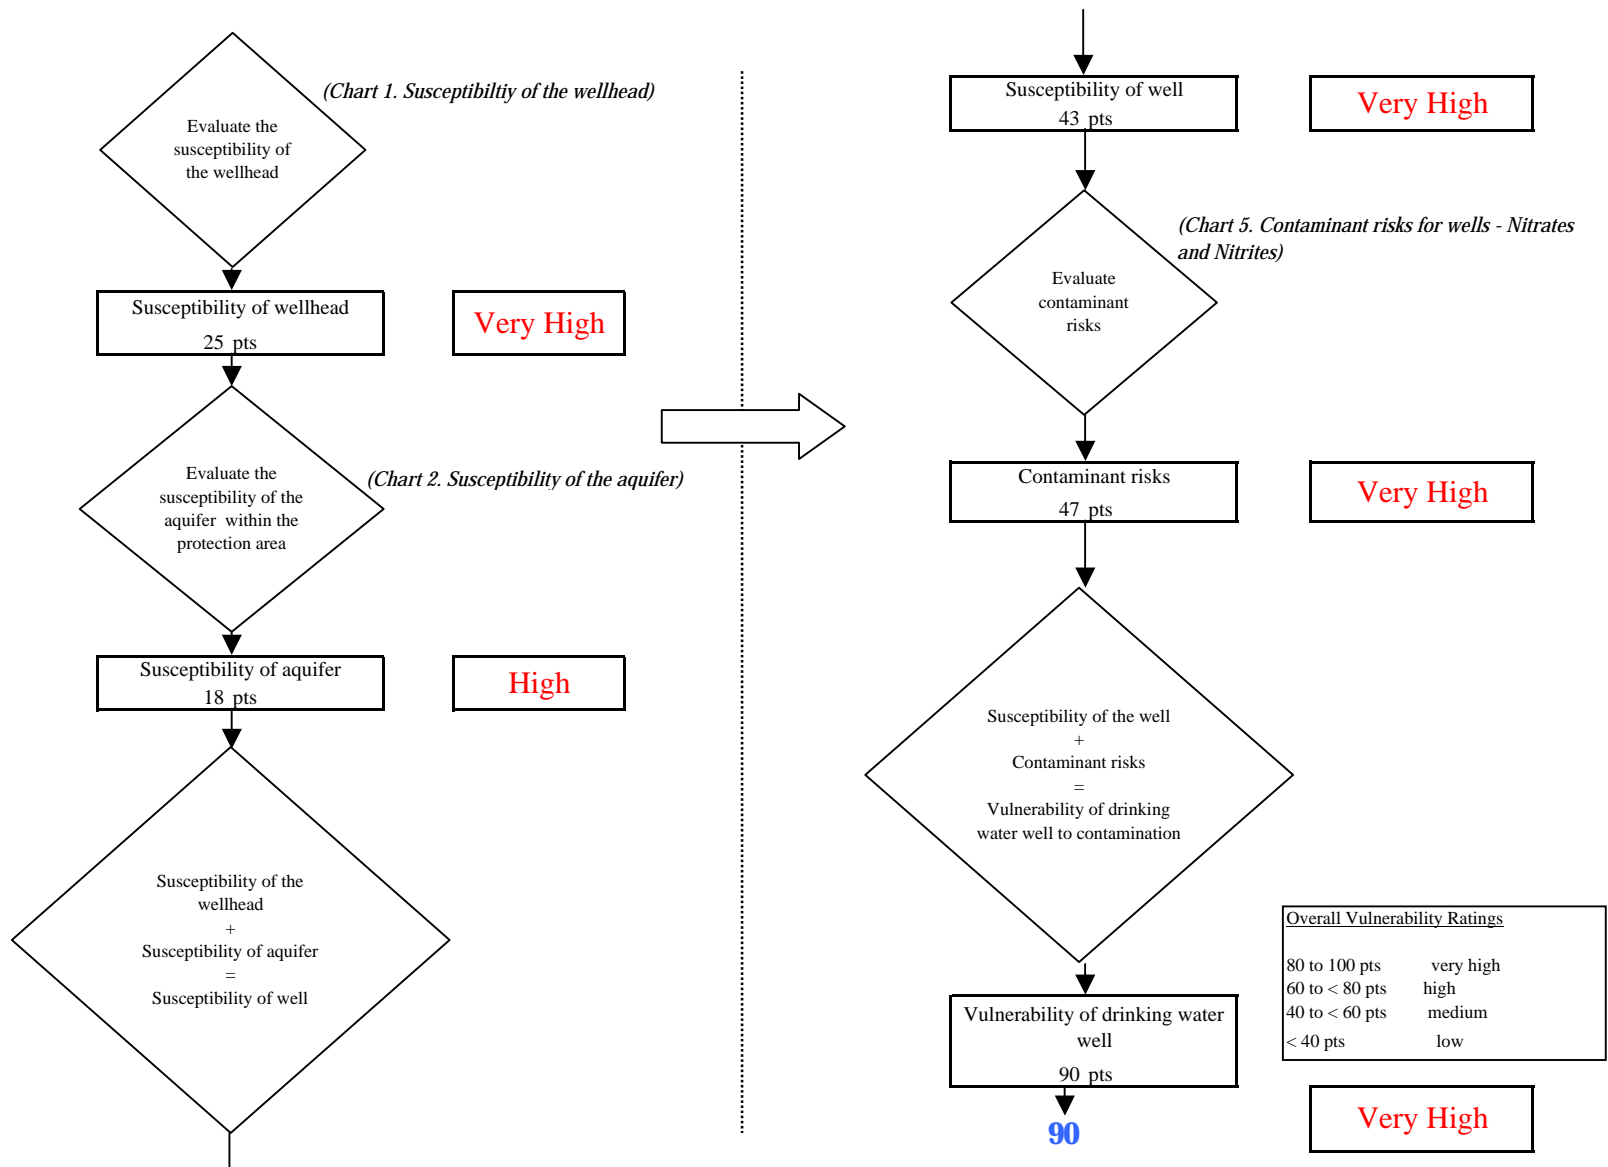 (Chart 1. Susceptibiltiy of the wellhead)
Evaluate the
susceptibility of
the wellhead
Susceptibility of wellhead
25 pts
Very High
Evaluate the
susceptibility of the
aquifer within the
protection area
(Chart 2. Susceptibility of the aquifer)
Susceptibility of aquifer
18 pts
High
Susceptibility of the
wellhead
+
Susceptibility of aquifer
=
Susceptibility of well
Susceptibility of well
43 pts
Very High
(Chart 5. Contaminant risks for wells - Nitrates
and Nitrites)
Evaluate
contaminant
risks
Contaminant risks
47 pts
Very High
Susceptibility of the well
+
Contaminant risks
=
Vulnerability of drinking
water well to contamination
Overall Vulnerability Ratings
80 to 100 pts very high
60 to < 80 pts high
40 to < 60 pts medium
< 40 pts low
Vulnerability of drinking water
well
90 pts
90
Very High